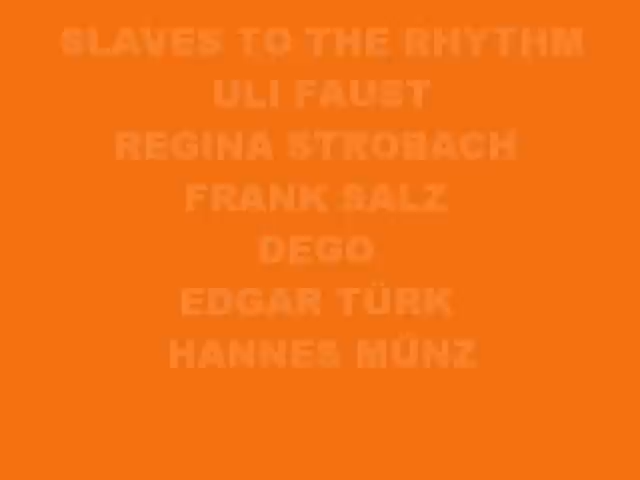 SLAVES TO THE RHYTHM
ULI FAUST
REGINA STROBACH
FRANK SALZ
DEGO
EDGAR TÜRK
HANNES MÜNZ